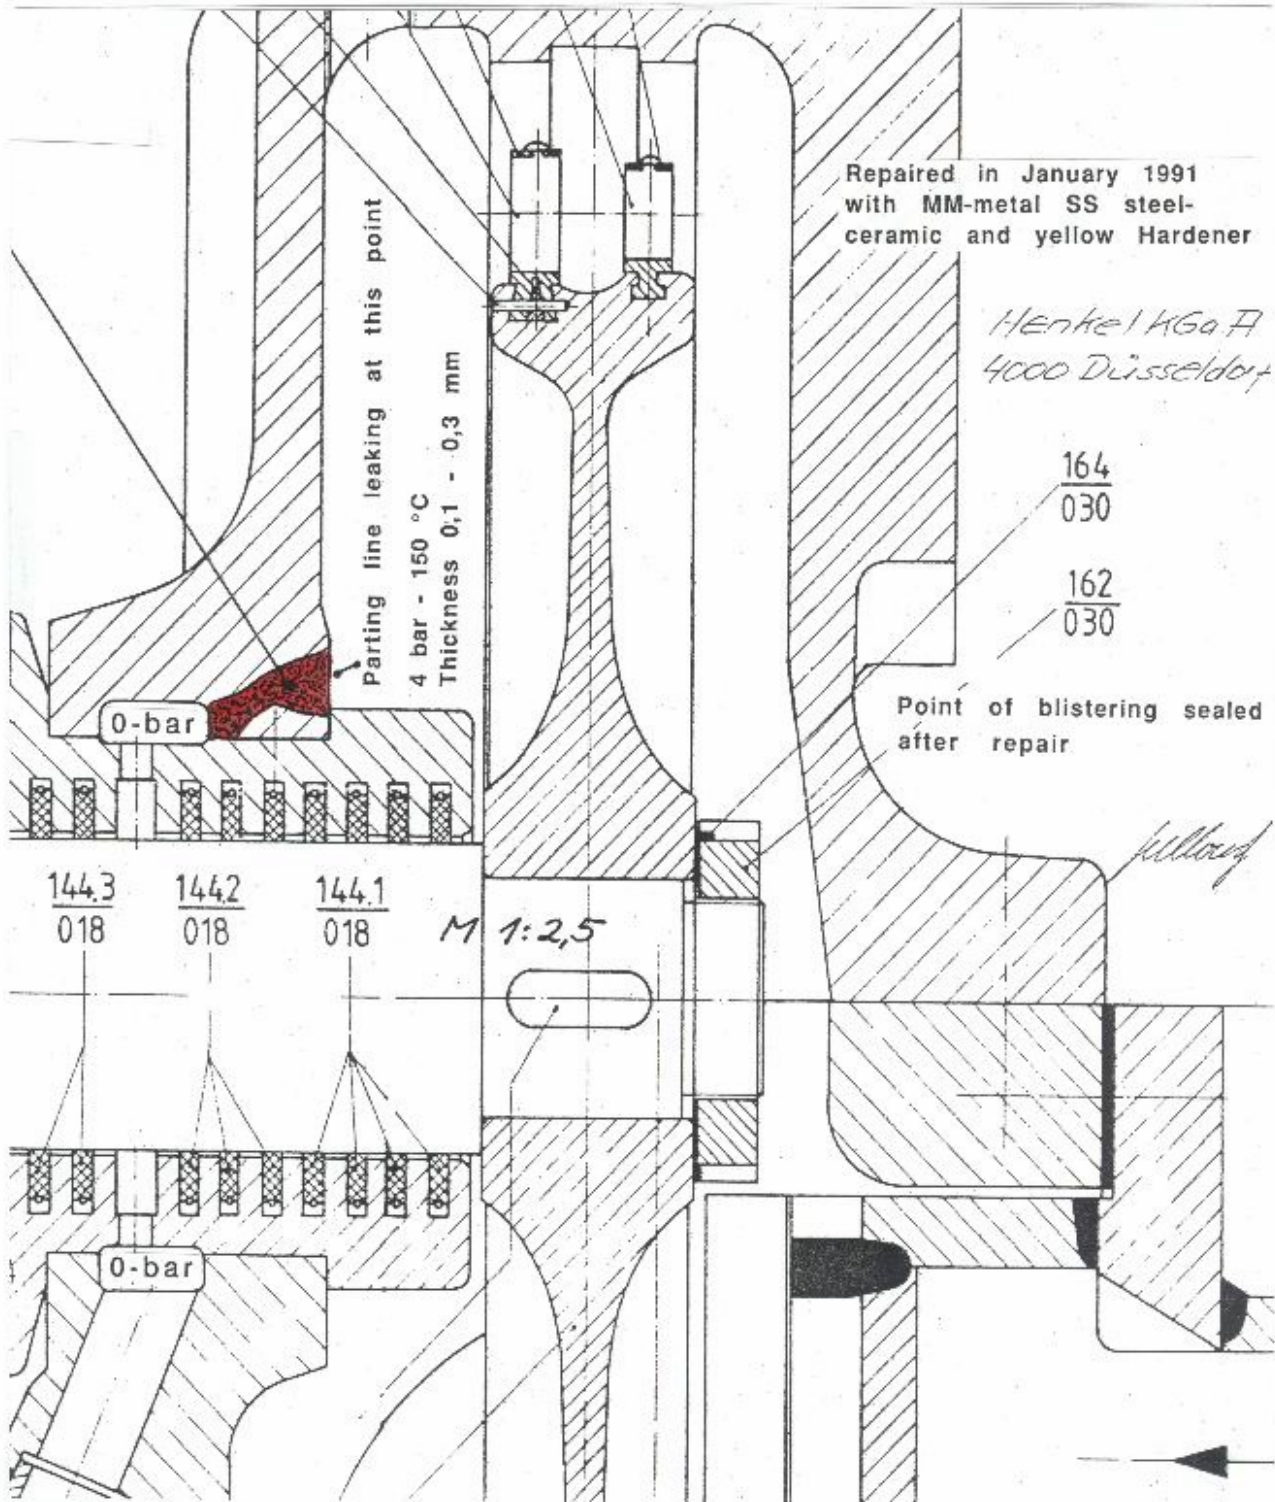 Repaired in January 1991
with MM-metal SS steel-
ceramic and yellow Hardener
Henkel KGa.A
4000 Düsseldorf
Parting line leaking at this point
4 bar - 150 °C
Thickness 0,1 - 0,3 mm
164
030
162
030
Point of blistering sealed
after repair
0-bar
144.3
018
144.2
018
144.1
018
M 1:2,5
0-bar